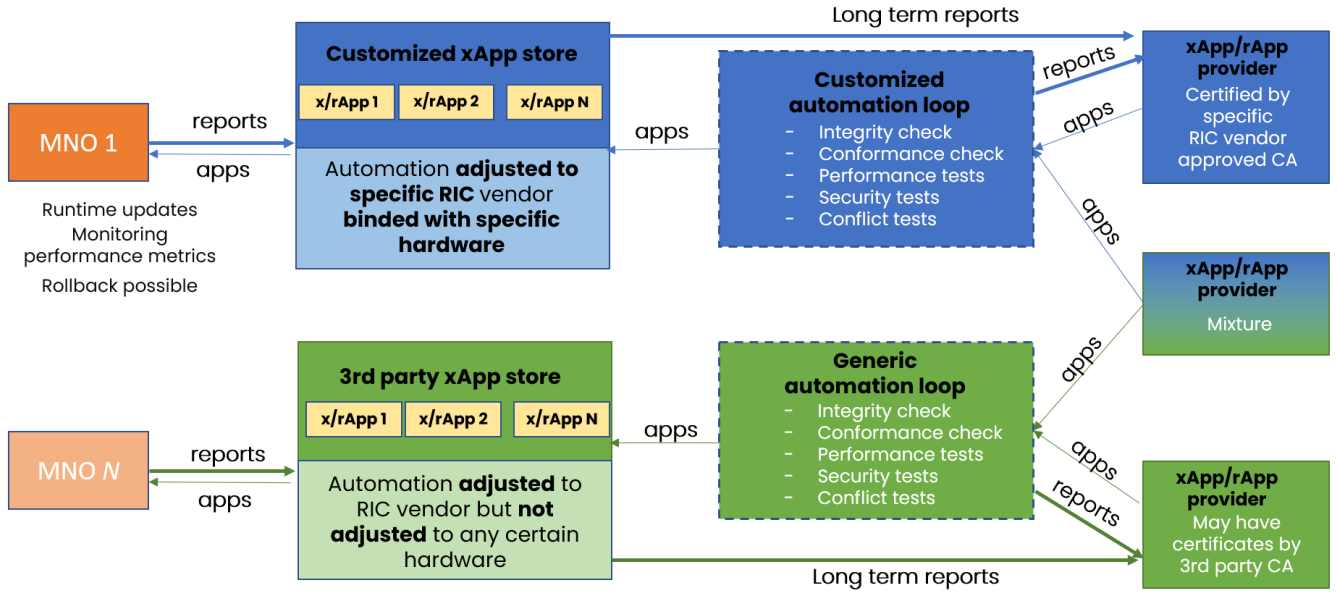 Long term reports
Customized xApp store
x/rApp 1
x/rApp 2
x/rApp N
MNO 1
reports
apps
Runtime updates
Monitoring
performance metrics
Rollback possible
Automation adjusted to
specific RIC vendor
binded with specific
hardware
apps
Customized
automation loop
- Integrity check
- Conformance check
- Performance tests
- Security tests
- Conflict tests
reports
apps
xApp/rApp
provider
Certified by
specific
RIC vendor
approved CA
apps
xApp/rApp
provider
Mixture
apps
3rd party xApp store
x/rApp 1
x/rApp 2
x/rApp N
MNO N
reports
apps
Automation adjusted to
RIC vendor but not
adjusted to any certain
hardware
apps
Generic
automation loop
- Integrity check
- Conformance check
- Performance tests
- Security tests
- Conflict tests
apps
reports
xApp/rApp
provider
May have
certificates by
3rd party CA
Long term reports